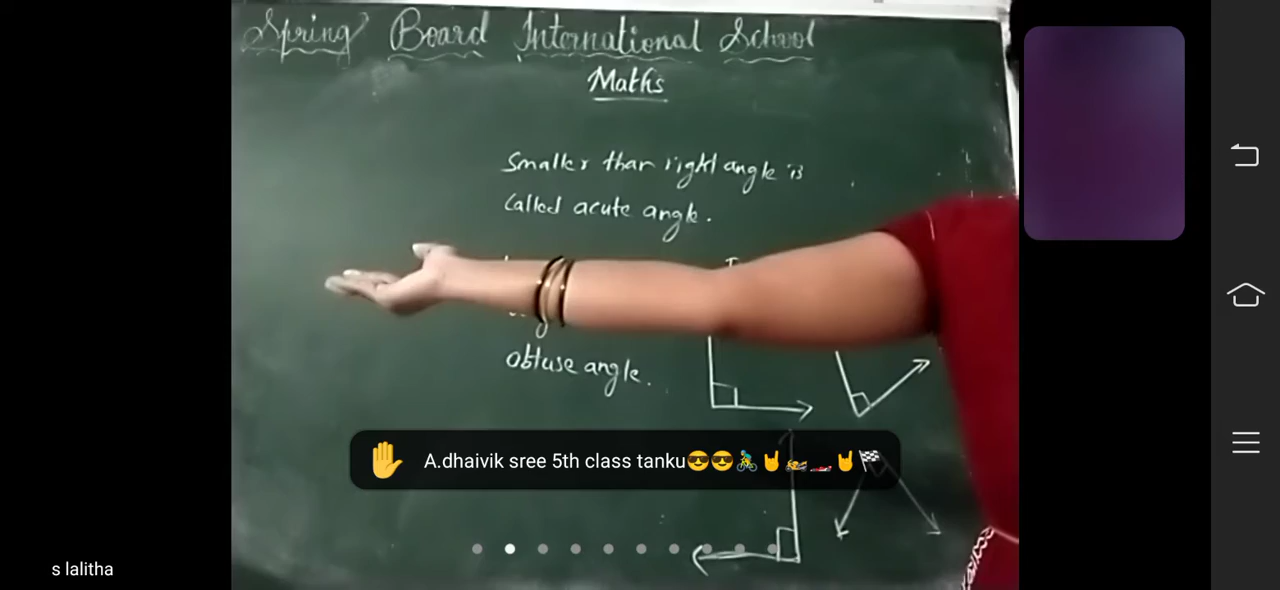 Spring Board International School
Maths
Smaller than right angle is
called acute angle.
obtuse angle.
✋ A.dhaivik sree 5th class tanku😎😎🚴🤘🏍️🏎️🤘🏁
s lalitha